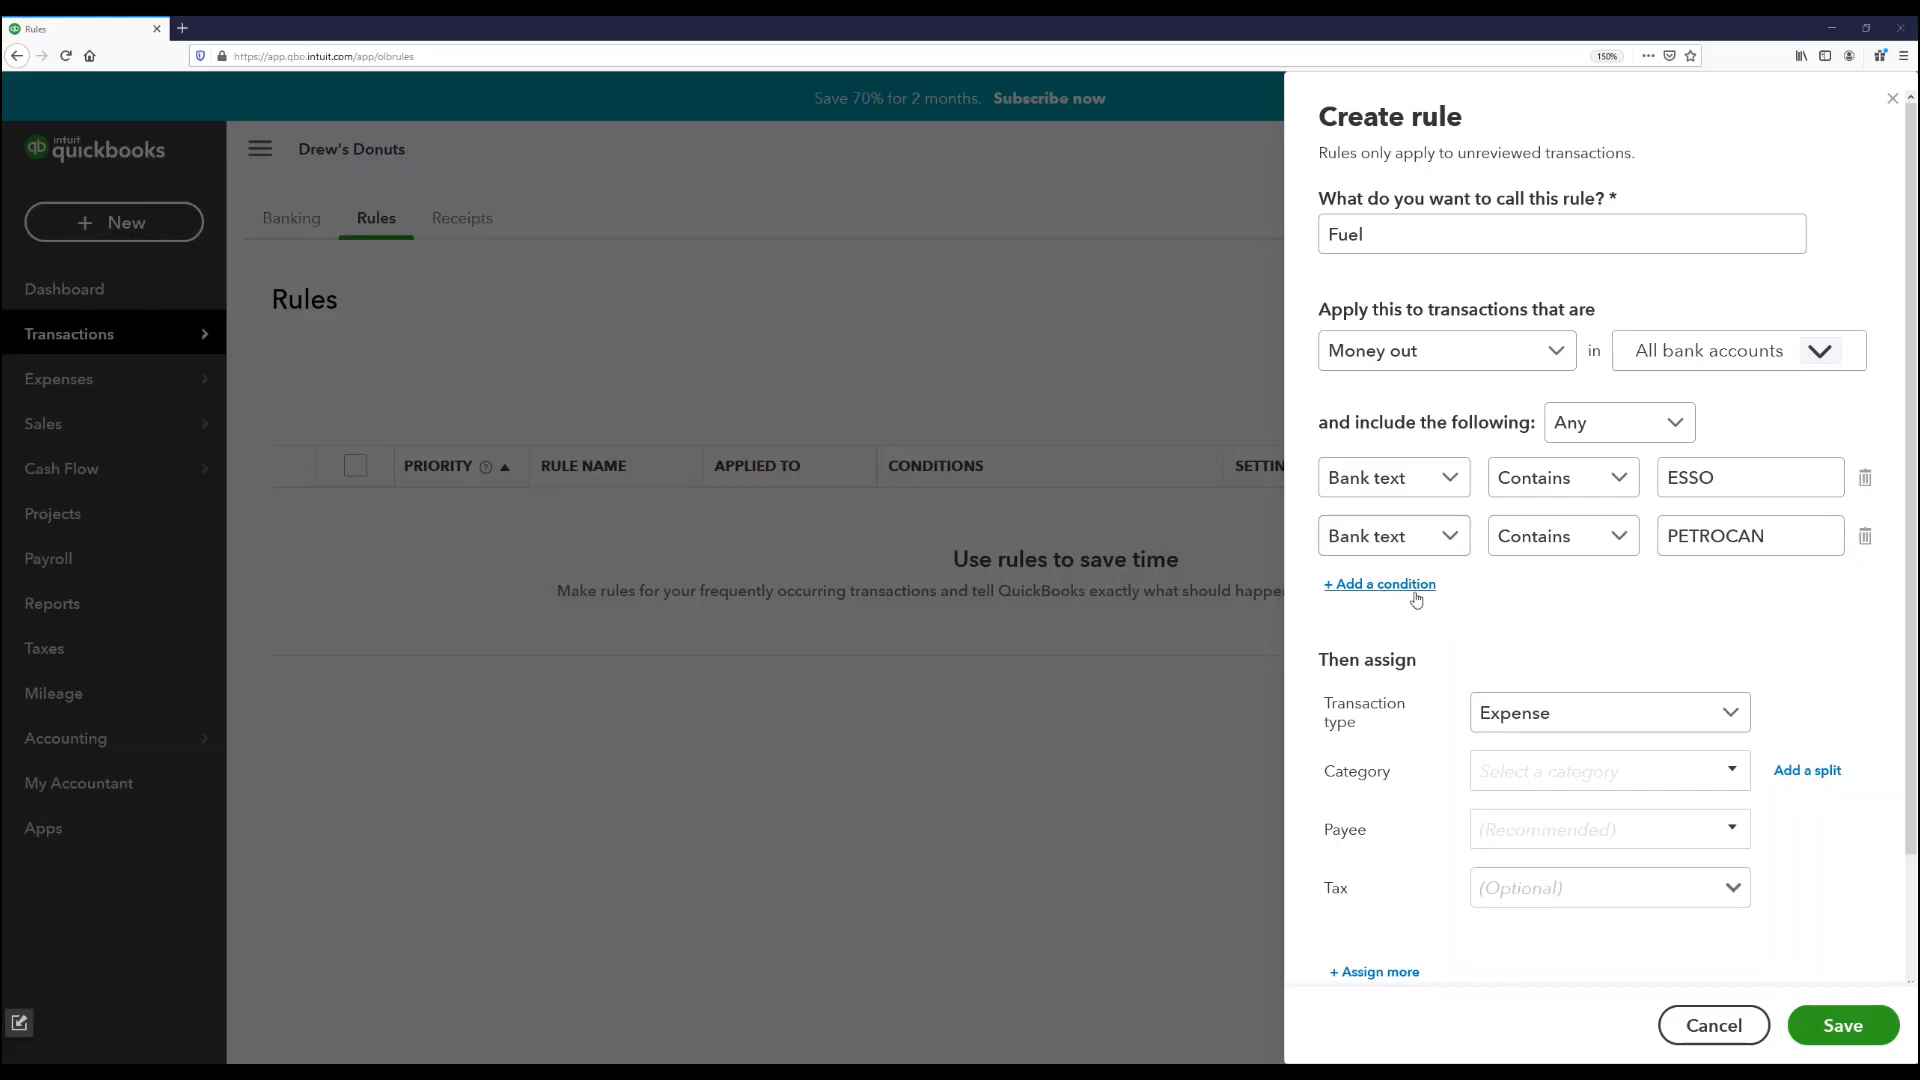 Rules
https://app.qbo.intuit.com/app/olbrules
150%
Save 70% for 2 months. Subscribe now
qb intuit quickbooks
Drew's Donuts
+ New
Banking Rules Receipts
Dashboard
Transactions
Expenses
Sales
Cash Flow
Projects
Payroll
Reports
Taxes
Mileage
Accounting
My Accountant
Apps
Rules
PRIORITY RULE NAME APPLIED TO CONDITIONS SETTIN
Use rules to save time
Make rules for your frequently occurring transactions and tell QuickBooks exactly what should happe
Create rule
Rules only apply to unreviewed transactions.
What do you want to call this rule? *
Fuel
Apply this to transactions that are
Money out in All bank accounts
and include the following: Any
Bank text Contains ESSO
Bank text Contains PETROCAN
+ Add a condition
Then assign
Transaction type Expense
Category Select a category Add a split
Payee (Recommended)
Tax (Optional)
+ Assign more
Cancel Save